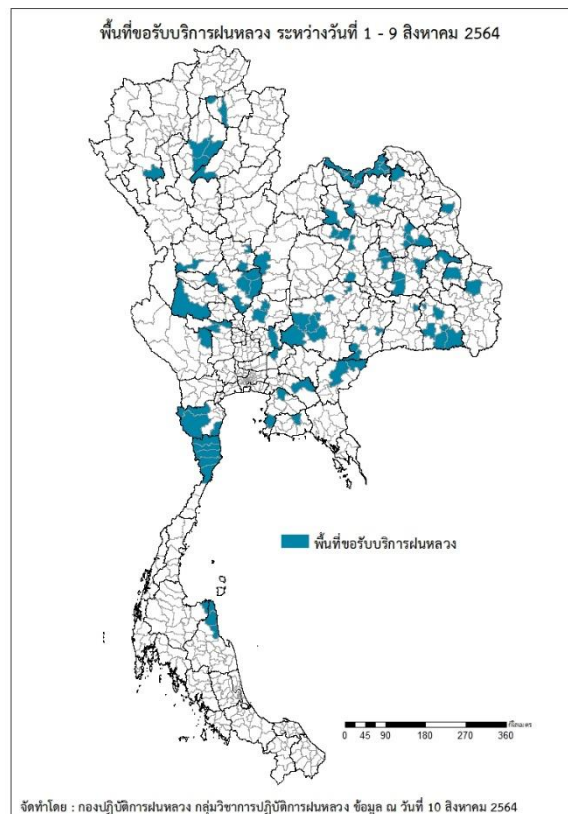 พื้นที่ขอรับบริการฝนหลวง ระหว่างวันที่ 1 - 9 สิงหาคม 2564
พื้นที่ขอรับบริการฝนหลวง
กิโลเมตร
0 45 90 180 270 360
จัดทำโดย : กองปฏิบัติการฝนหลวง กลุ่มวิชาการปฏิบัติการฝนหลวง ข้อมูล ณ วันที่ 10 สิงหาคม 2564